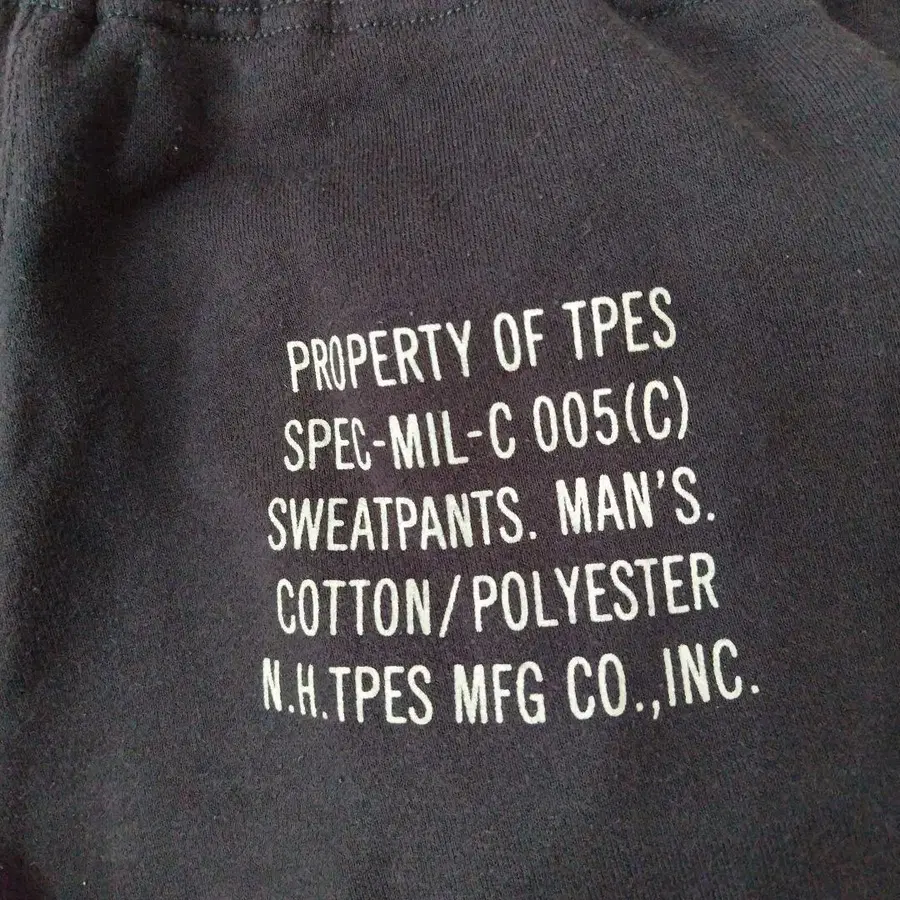 PROPERTY OF TPES
SPEC-MIL-C 005(C)
SWEATPANTS. MAN'S.
COTTON/POLYESTER
N.H.TPES MFG CO.,INC.